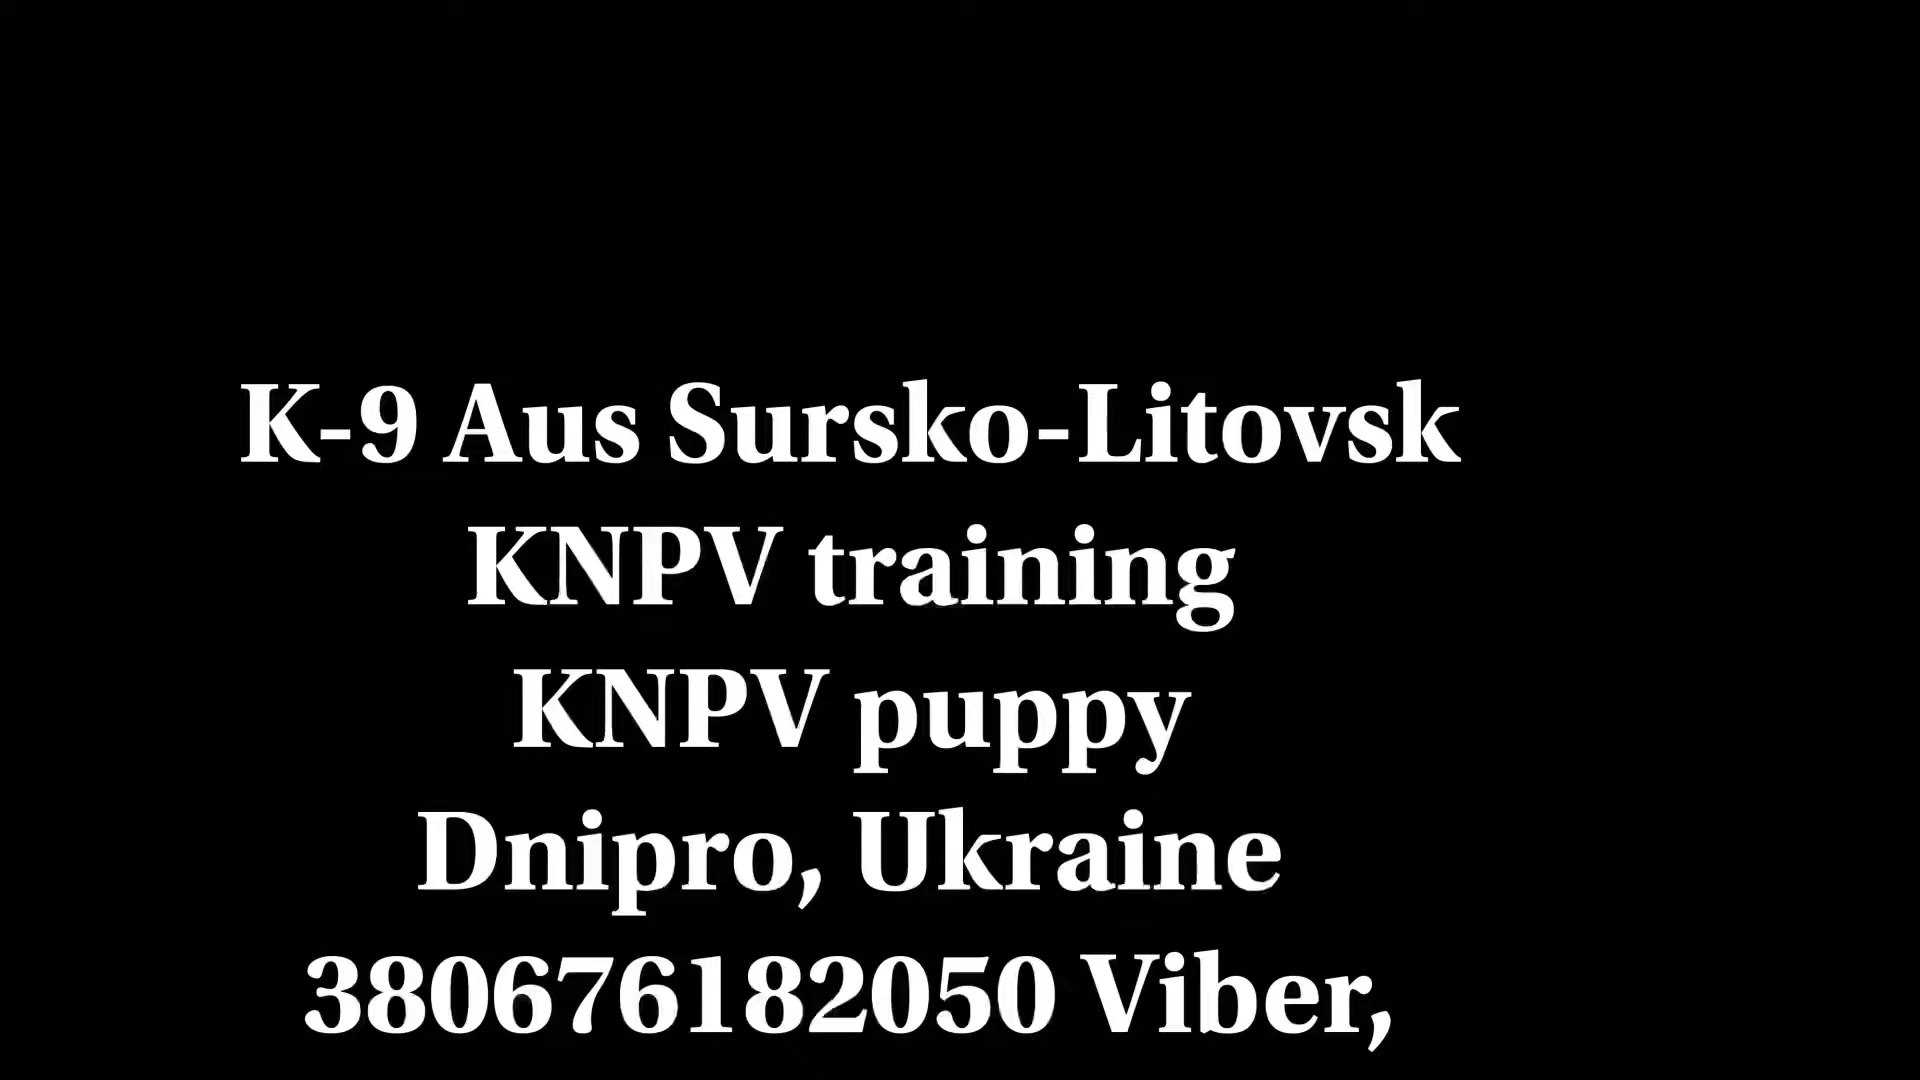 K-9 Aus Sursko-Litovsk
KNPV training
KNPV puppy
Dnipro, Ukraine
380676182050 Viber,